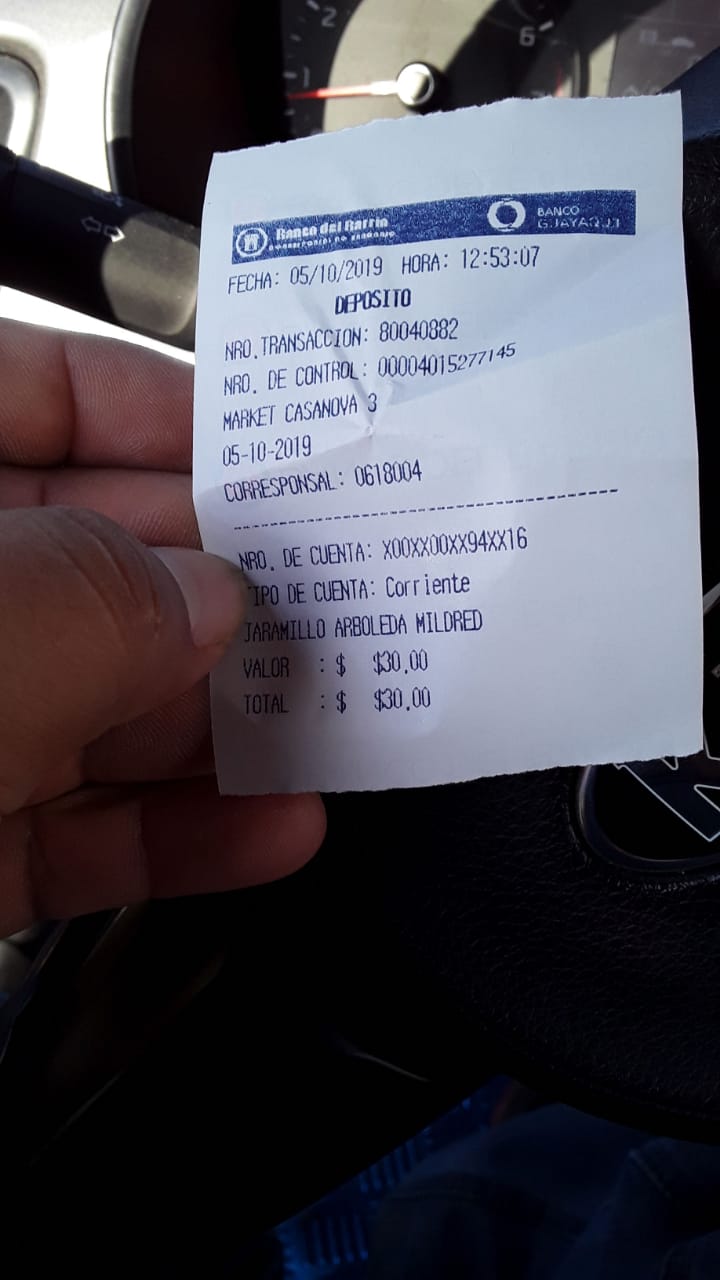 Banco del Barrio
BANCO
GUAYAQUIL
FECHA: 05/10/2019 HORA: 12:53:07
DEPOSITO
NRO.TRANSACCION: 80040882
NRO. DE CONTROL: 00004015277145
MARKET CASANOVA 3
05-10-2019
CORRESPONSAL: 0618004
NRO. DE CUENTA: X00XX00XX94XX16
TIPO DE CUENTA: Corriente
JARAMILLO ARBOLEDA MILDRED
VALOR : $ $30.00
TOTAL : $ $30.00
1
2
6